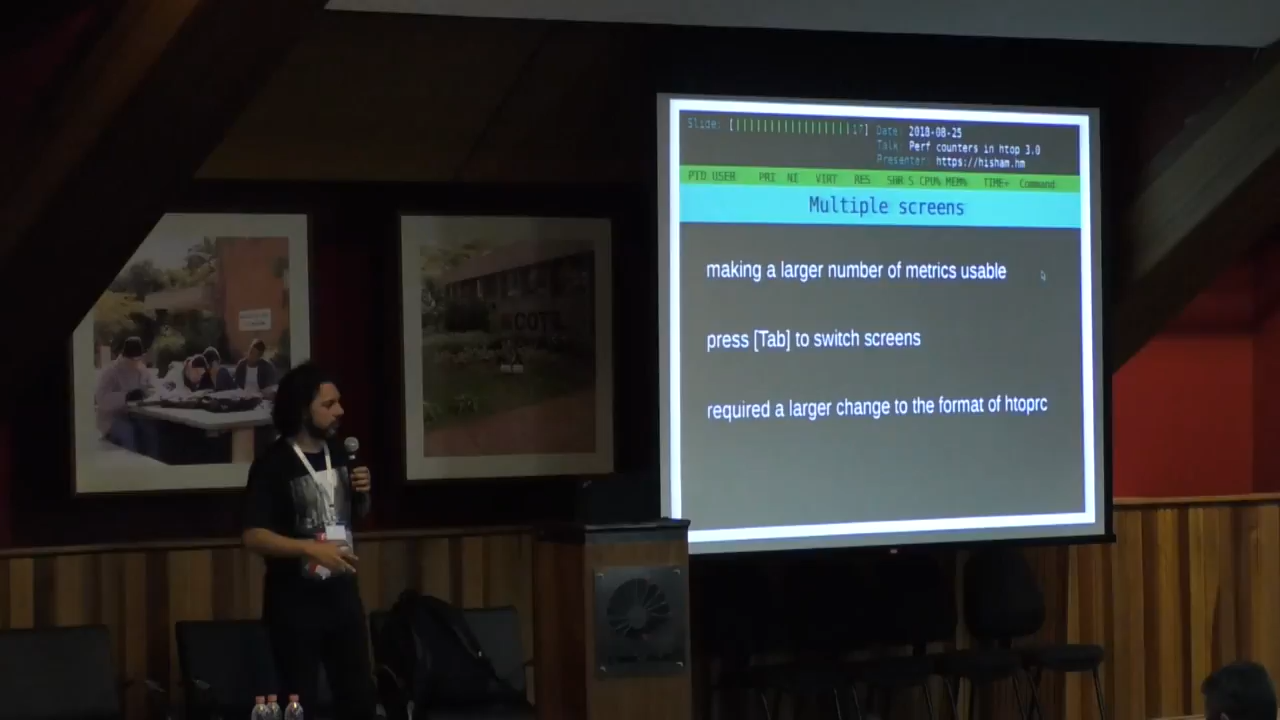 Slide: [||||||||||||||||||17]
Date: 2018-08-25
Talk: Perf counters in htop 3.0
Presenter: https://hisham.hm
PID USER PRI NI VIRT RES SHR S CPU% MEM% TIME+ Command
Multiple screens
making a larger number of metrics usable
press [Tab] to switch screens
required a larger change to the format of htoprc